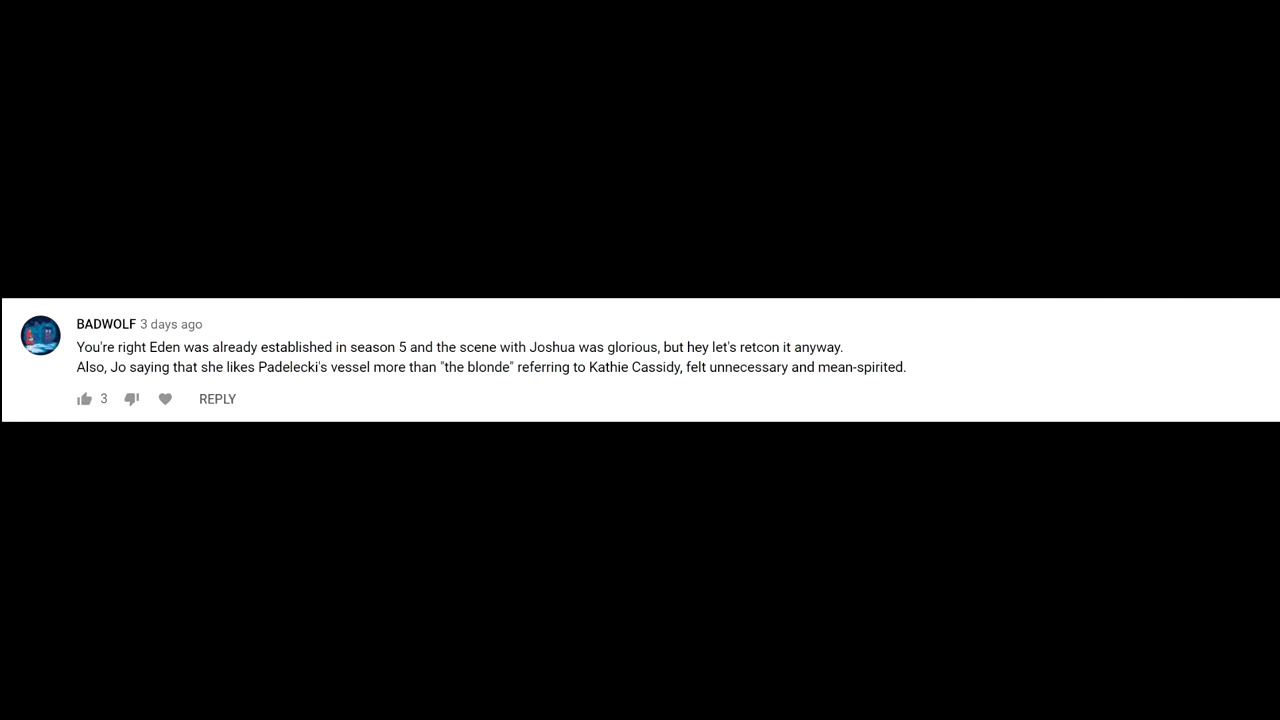 BADWOLF 3 days ago
You're right Eden was already established in season 5 and the scene with Joshua was glorious, but hey let's retcon it anyway.
Also, Jo saying that she likes Padelecki's vessel more than "the blonde" referring to Kathie Cassidy, felt unnecessary and mean-spirited.
3 REPLY